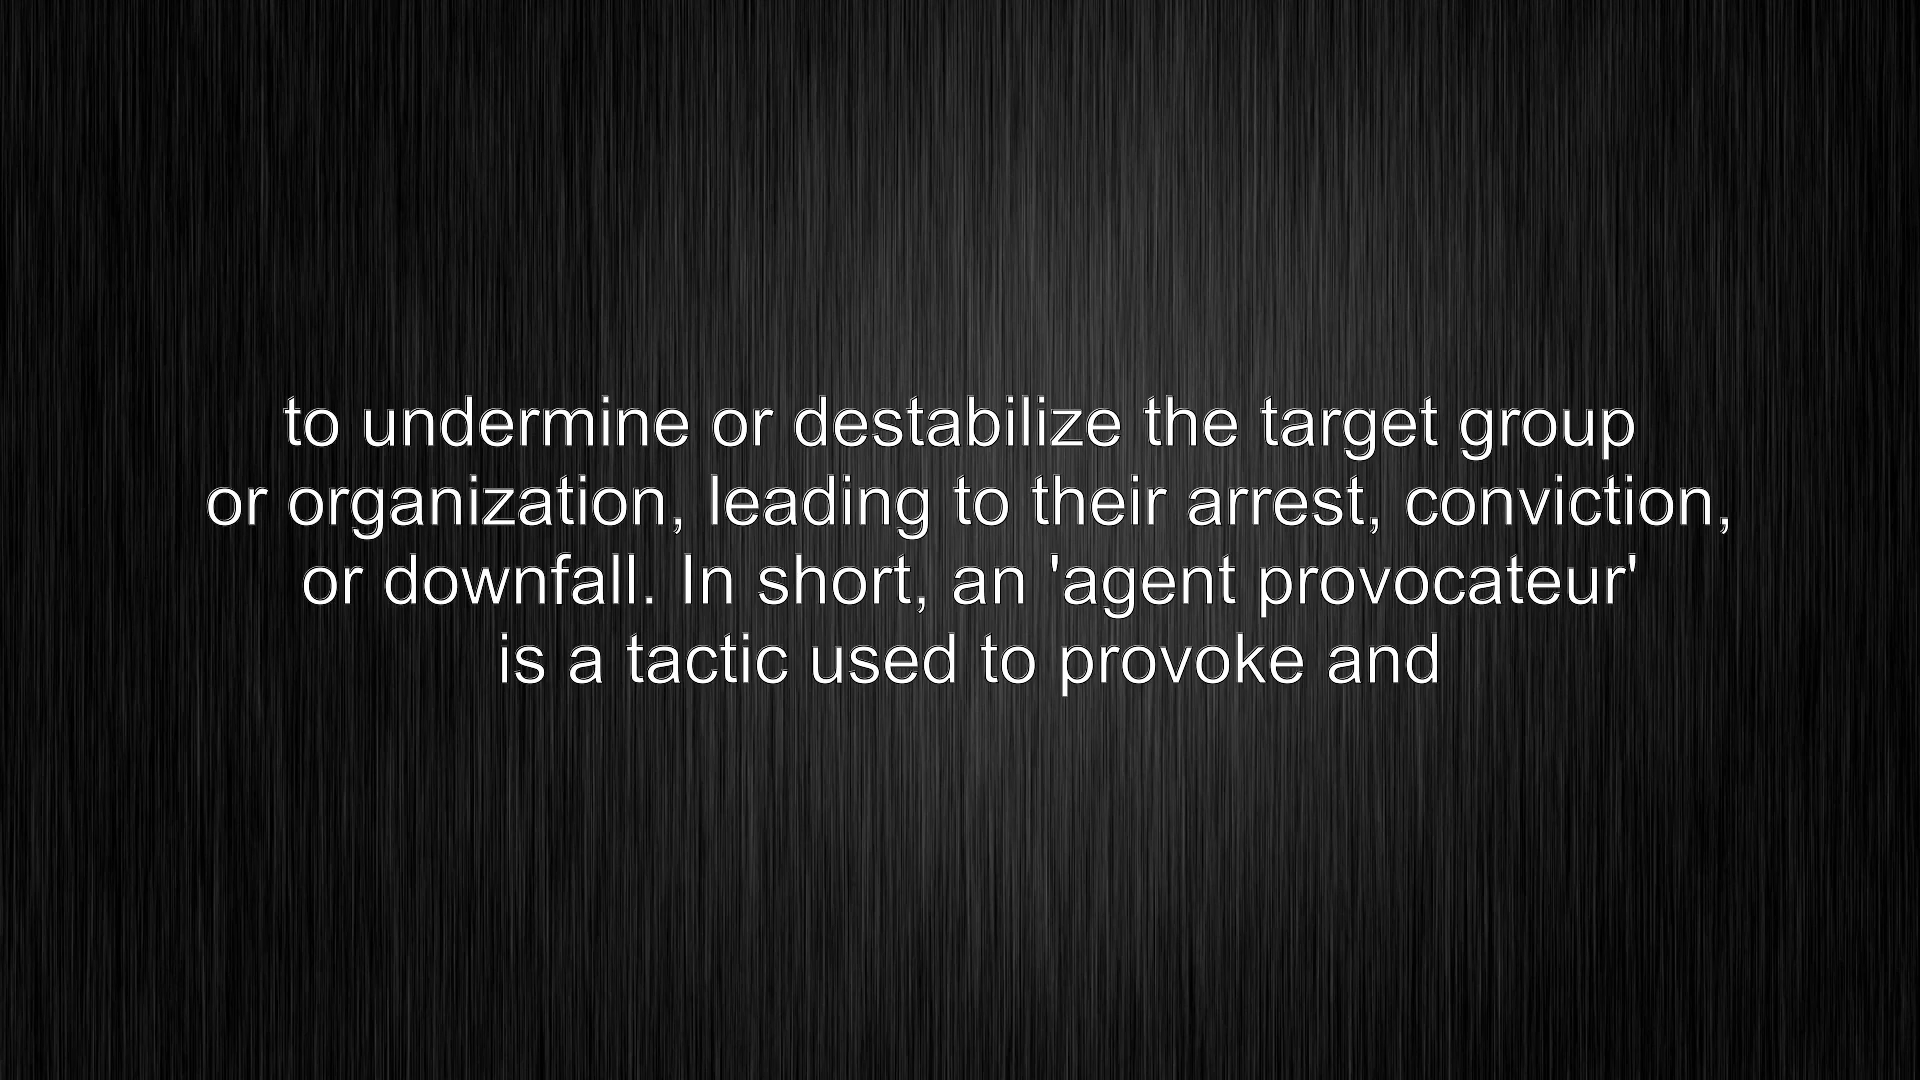 to undermine or destabilize the target group
or organization, leading to their arrest, conviction,
or downfall. In short, an 'agent provocateur'
is a tactic used to provoke and